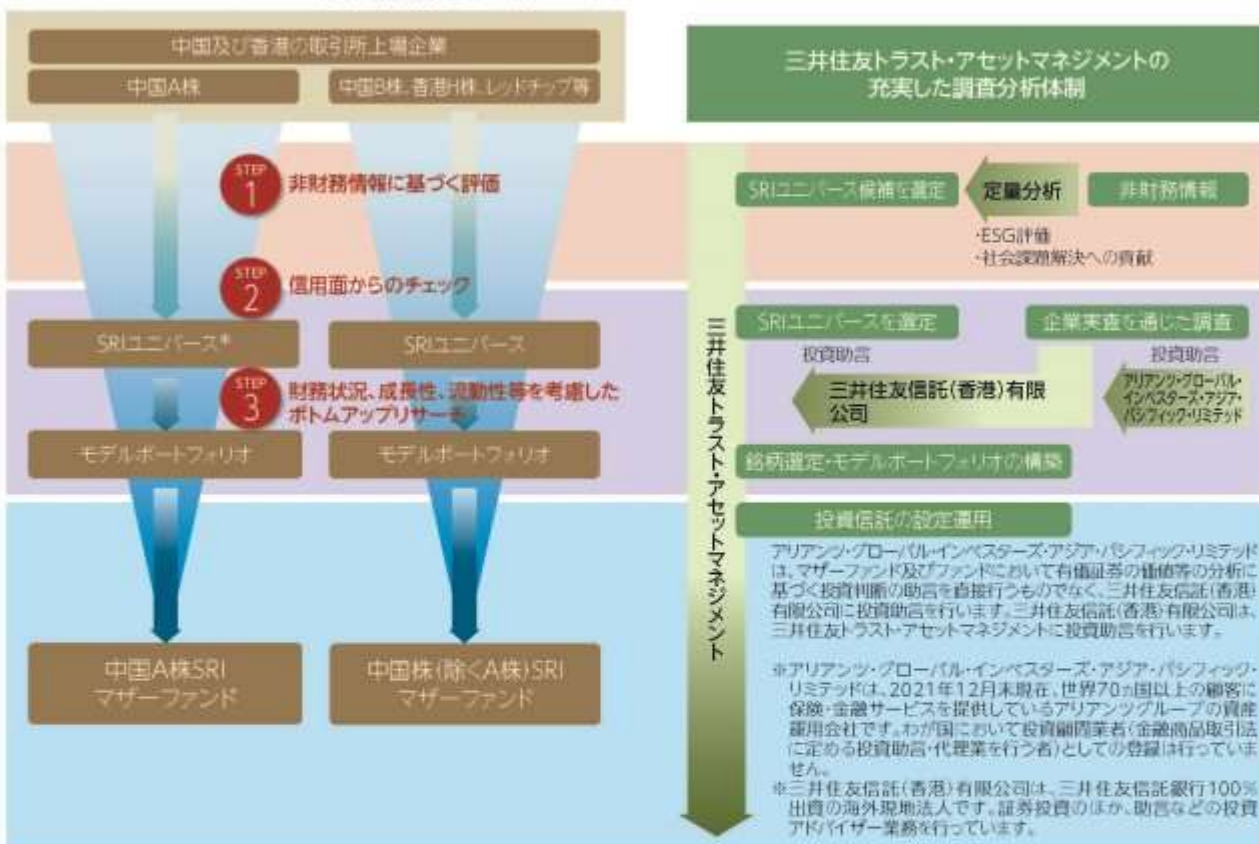 中国及び香港の取引所上場企業
中国A株
中国B株、香港H株、レッドチップ等
STEP
1
非財務情報に基づく評価
STEP
2
信用面からのチェック
SRIユニバース*
SRIユニバース
STEP
3
財務状況、成長性、流動性等を考慮した
ボトムアップリサーチ
モデルポートフォリオ
モデルポートフォリオ
中国A株SRI
マザーファンド
中国株(除くA株)SRI
マザーファンド
三井住友トラスト・アセットマネジメントの
充実した調査分析体制
三井住友トラスト・アセットマネジメント
SRIユニバース候補を選定
定量分析
非財務情報
・ESG評価
・社会課題解決への貢献
SRIユニバースを選定
企業実査を通じた調査
投資助言
投資助言
三井住友信託(香港)有限
公司
アリアンツ・グローバル・
インベスターズ・アジア・
パシフィック・リミテッド
銘柄選定・モデルポートフォリオの構築
投資信託の設定運用
アリアンツ・グローバル・インベスターズ・アジア・パシフィック・リミテッド
は、マザーファンド及びファンドにおいて有価証券の価値等の分析に
基づく投資判断の助言を直接行うものでなく、三井住友信託(香港)
有限公司に投資助言を行います。三井住友信託(香港)有限公司は、
三井住友トラスト・アセットマネジメントに投資助言を行います。
※アリアンツ・グローバル・インベスターズ・アジア・パシフィック・
リミテッドは、2021年12月末現在、世界70ヵ国以上の顧客に
保険・金融サービスを提供しているアリアンツグループの資産
運用会社です。わが国において投資顧問業者(金融商品取引法
に定める投資助言・代理業を行う者)としての登録は行っていま
せん。
※三井住友信託(香港)有限公司は、三井住友信託銀行100%
出資の海外現地法人です。証券投資のほか、助言などの投資
アドバイザー業務を行っています。